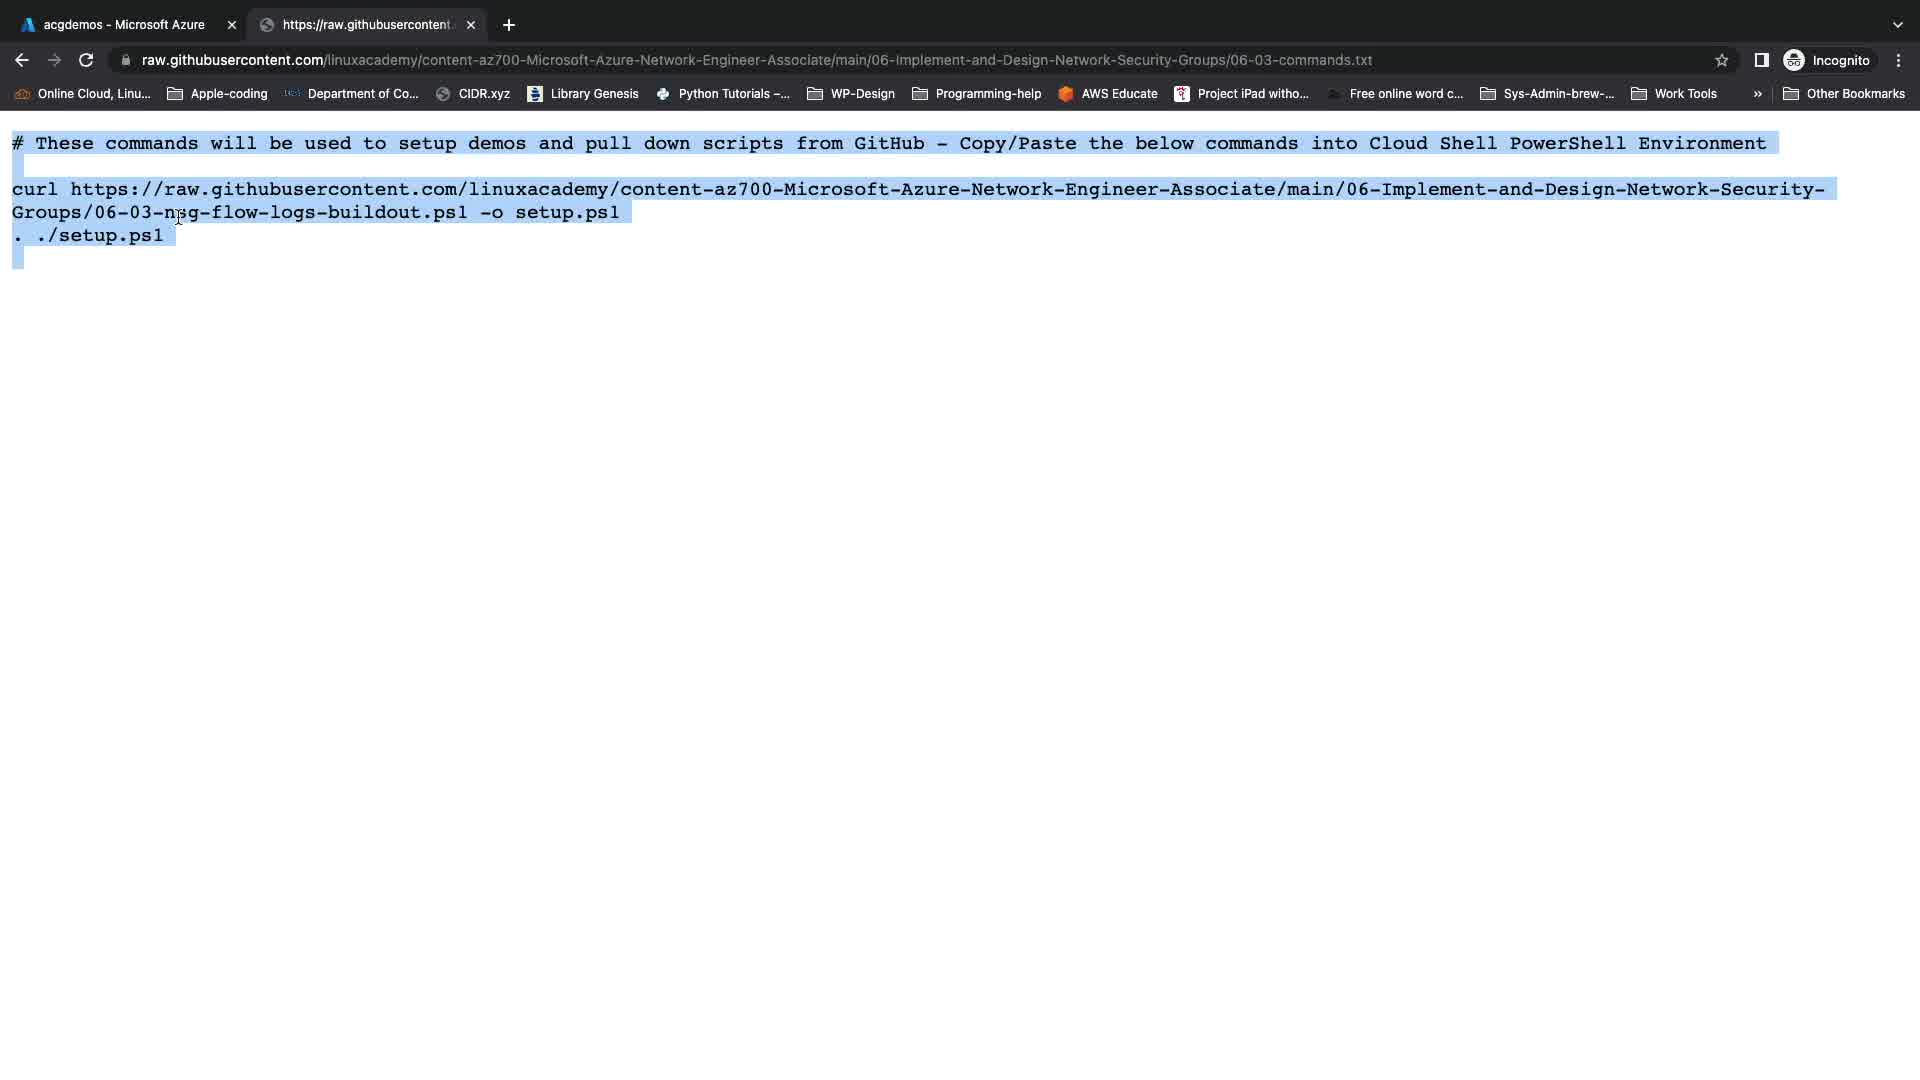 acgdemos - Microsoft Azure
https://raw.githubusercontent.
raw.githubusercontent.com/linuxacademy/content-az700-Microsoft-Azure-Network-Engineer-Associate/main/06-Implement-and-Design-Network-Security-Groups/06-03-commands.txt
Incognito
Online Cloud, Linu... Apple-coding Department of Co... CIDR.xyz Library Genesis Python Tutorials –... WP-Design Programming-help AWS Educate Project iPad witho... Free online word c... Sys-Admin-brew-... Work Tools » Other Bookmarks
# These commands will be used to setup demos and pull down scripts from GitHub - Copy/Paste the below commands into Cloud Shell PowerShell Environment
curl https://raw.githubusercontent.com/linuxacademy/content-az700-Microsoft-Azure-Network-Engineer-Associate/main/06-Implement-and-Design-Network-Security-
Groups/06-03-nsg-flow-logs-buildout.ps1 -o setup.ps1
. ./setup.ps1